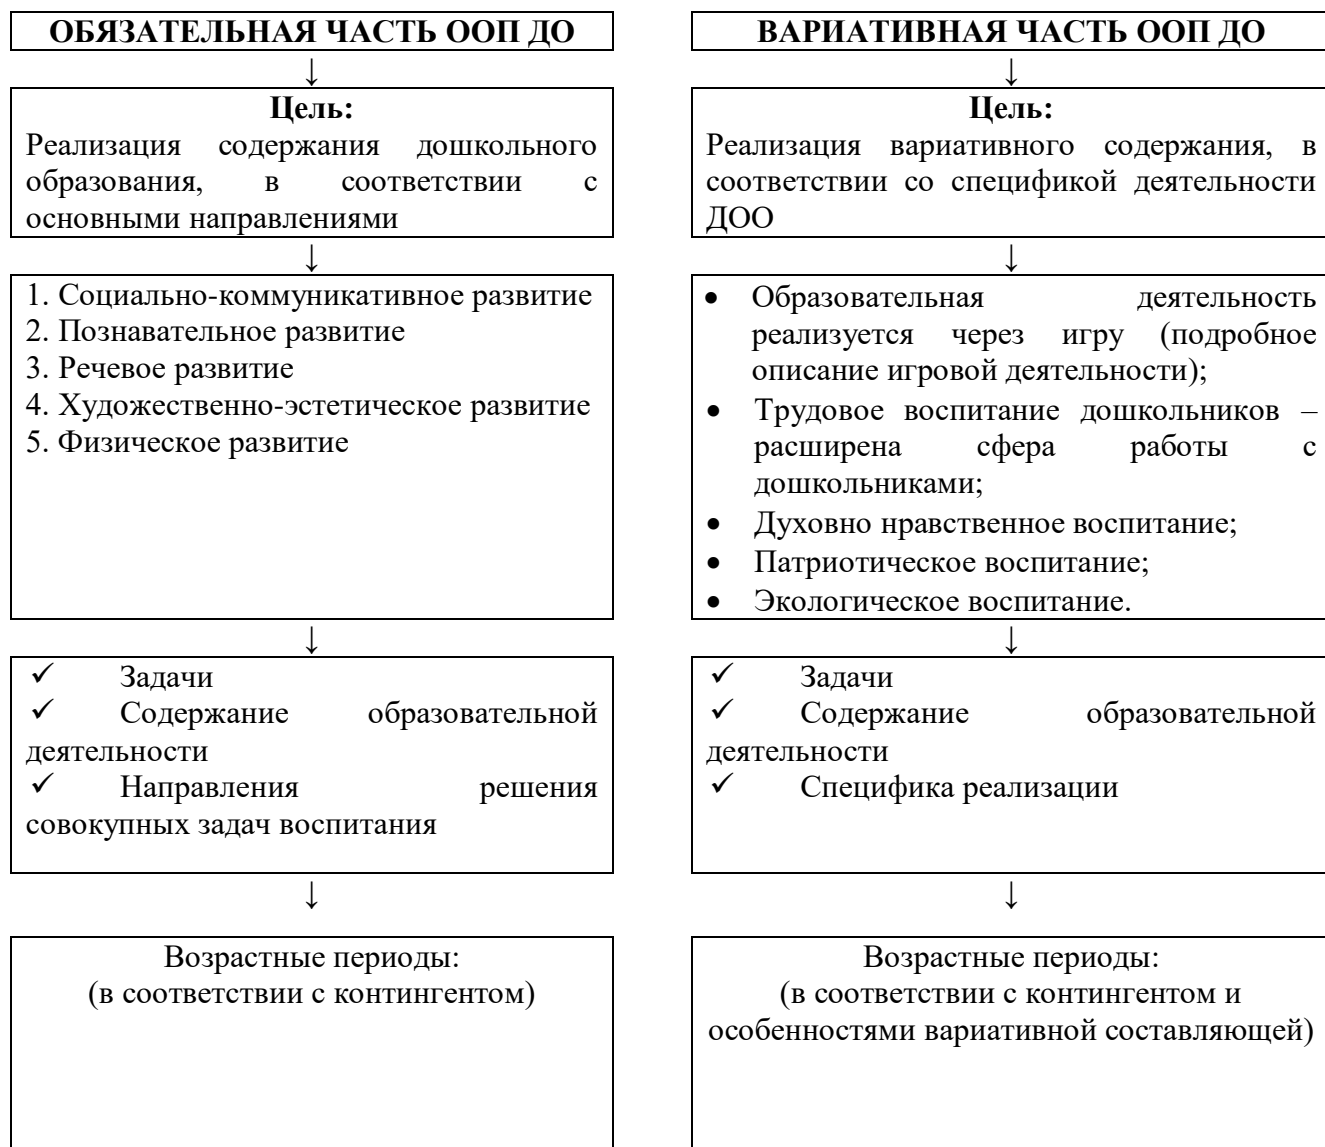 ОБЯЗАТЕЛЬНАЯ ЧАСТЬ ООП ДО
↓
Цель:
Реализация содержания дошкольного
образования, в соответствии с
основными направлениями
↓
1. Социально-коммуникативное развитие
2. Познавательное развитие
3. Речевое развитие
4. Художественно-эстетическое развитие
5. Физическое развитие
↓
✓ Задачи
✓ Содержание образовательной
деятельности
✓ Направления решения
совокупных задач воспитания
↓
Возрастные периоды:
(в соответствии с контингентом)
ВАРИАТИВНАЯ ЧАСТЬ ООП ДО
↓
Цель:
Реализация вариативного содержания, в
соответствии со спецификой деятельности
ДОО
↓
• Образовательная деятельность
реализуется через игру (подробное
описание игровой деятельности);
• Трудовое воспитание дошкольников –
расширена сфера работы с
дошкольниками;
• Духовно нравственное воспитание;
• Патриотическое воспитание;
• Экологическое воспитание.
↓
✓ Задачи
✓ Содержание образовательной
деятельности
✓ Специфика реализации
↓
Возрастные периоды:
(в соответствии с контингентом и
особенностями вариативной составляющей)